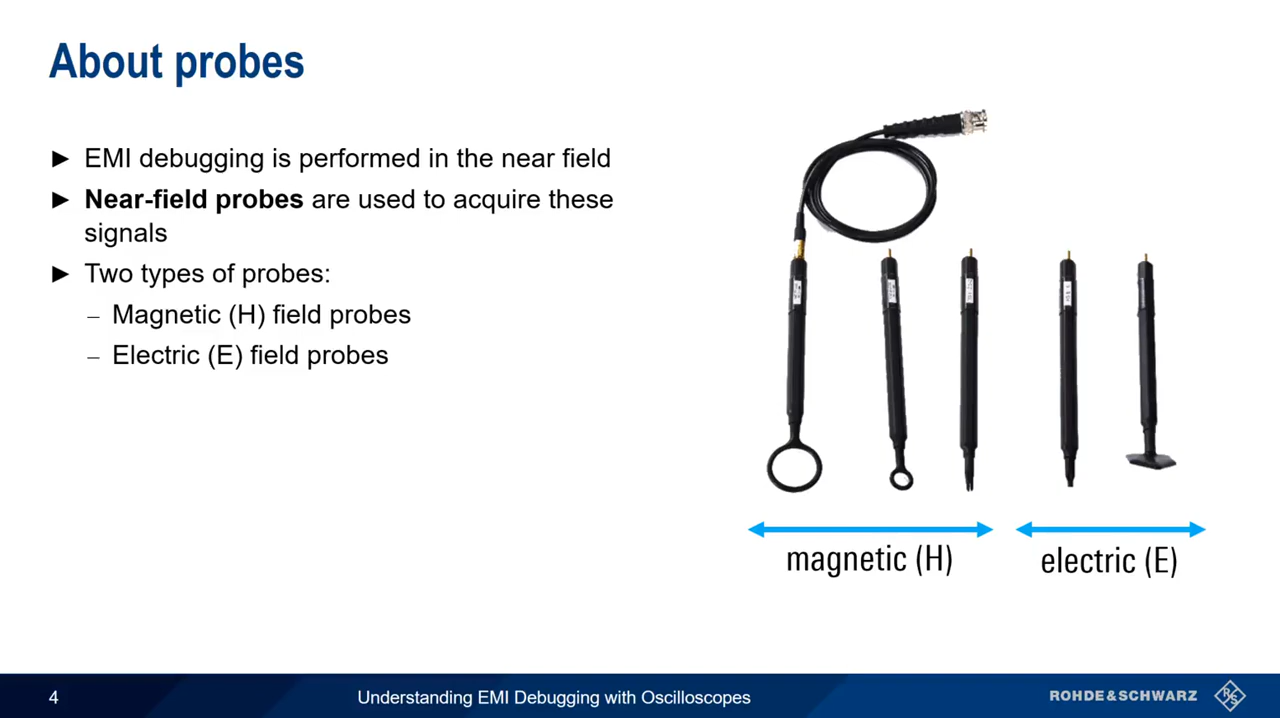 About probes
► EMI debugging is performed in the near field
► Near-field probes are used to acquire these
signals
► Two types of probes:
– Magnetic (H) field probes
– Electric (E) field probes
magnetic (H)
electric (E)
4
Understanding EMI Debugging with Oscilloscopes
ROHDE&SCHWARZ